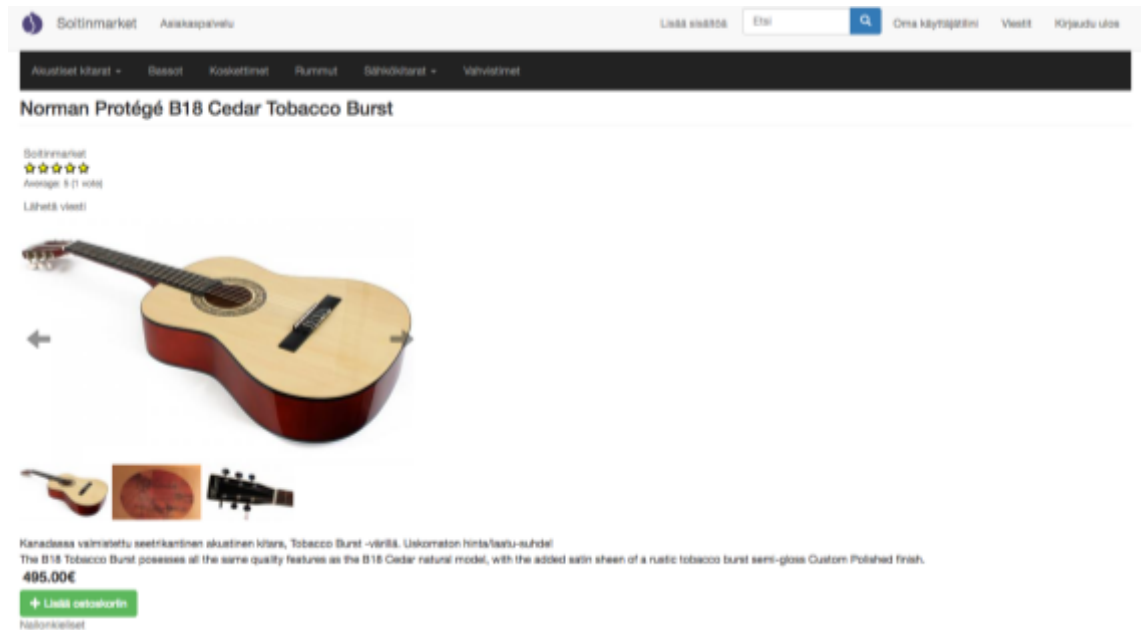 Soitinmarket Asiakaspalvelu Lisää sisältöä Etsi Oma käyttäjätilini Viestit Kirjaudu ulos
Akustiset kitarat Bassot Koskettimet Rummut Sähkökitarat Vahvistimet
Norman Protégé B18 Cedar Tobacco Burst
Soitinmarket
Average: 5 (1 vote)
Lähetä viesti
Kanadassa valmistettu seetrikantinen akustinen kitara, Tobacco Burst -värillä. Uskomaton hinta/laatu-suhde!
The B18 Tobacco Burst posesses all the same quality features as the B18 Cedar natural model, with the added satin sheen of a rustic tobacco burst semi-gloss Custom Polished finish.
495.00€
+ Lisää ostoskoriin
Nailonkieliset